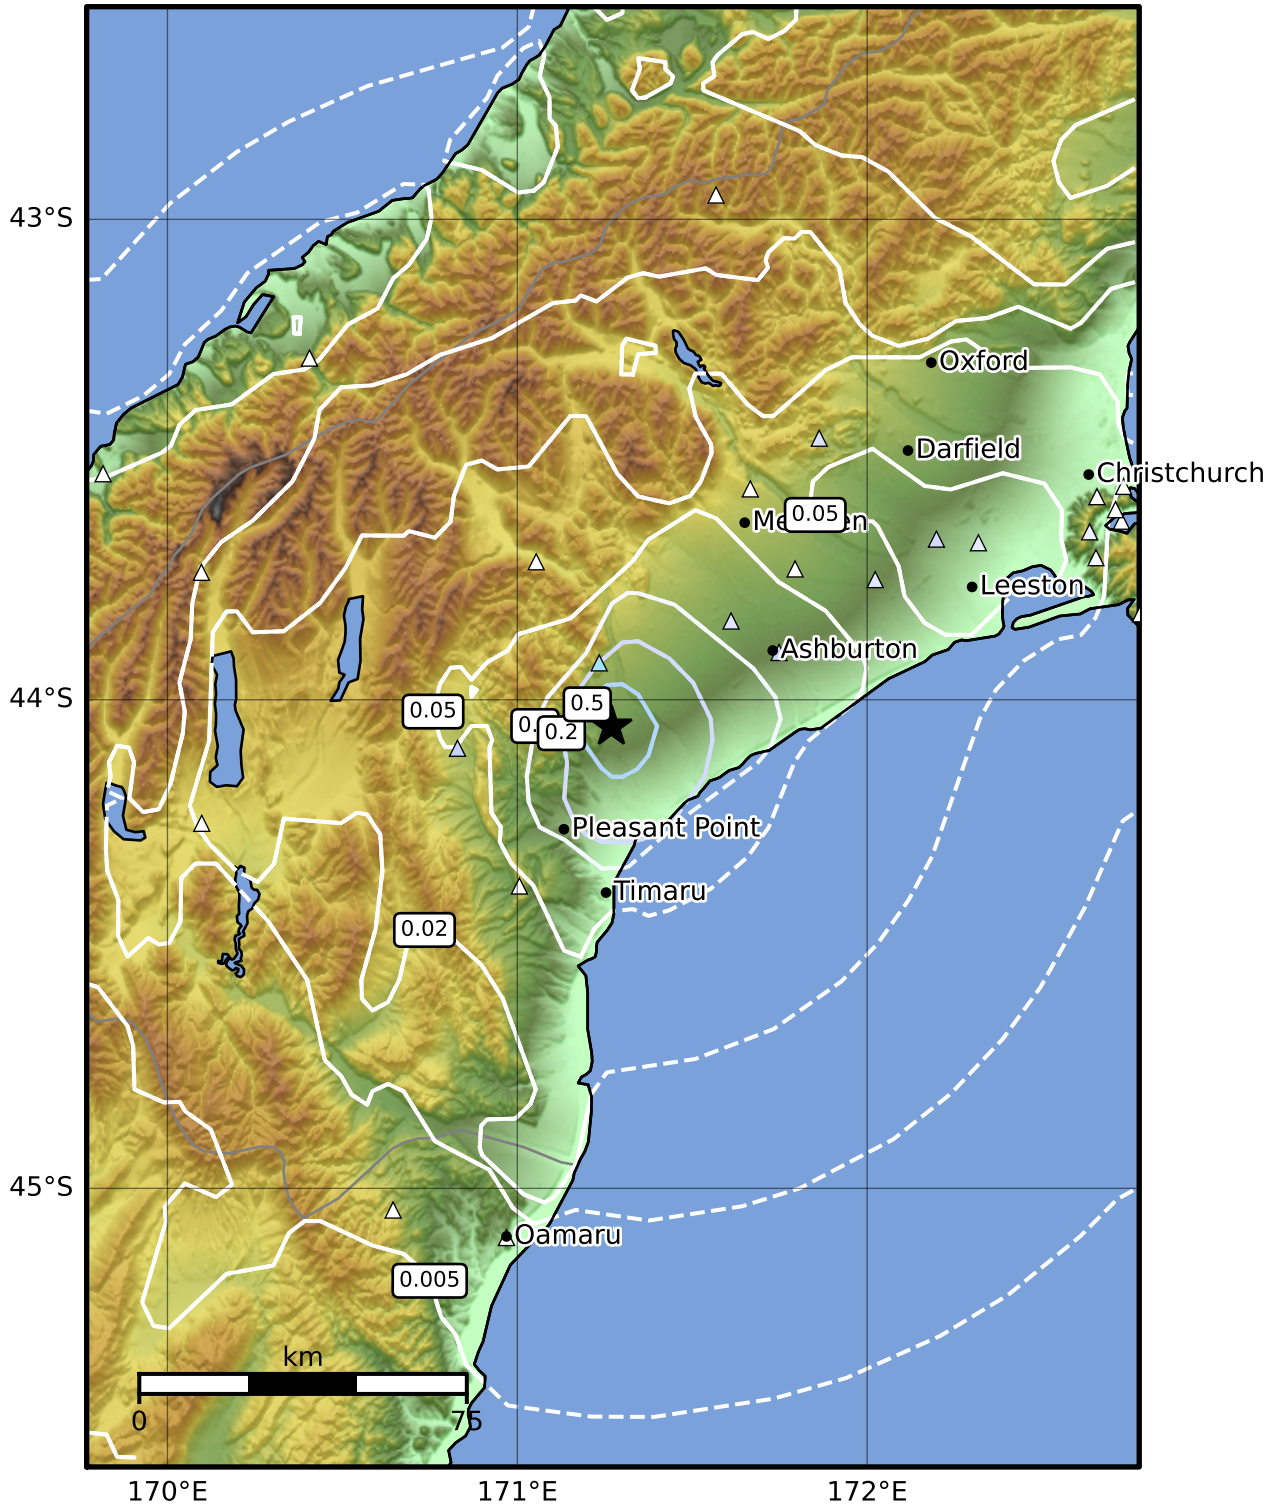 43°S
Oxford
Darfield
Christchurch
0.05
Leeston
Ashburton
44°S
0.05
0.5
0.2
Pleasant Point
Timaru
0.02
45°S
Oamaru
0.005
km
0
75
170°E
171°E
172°E